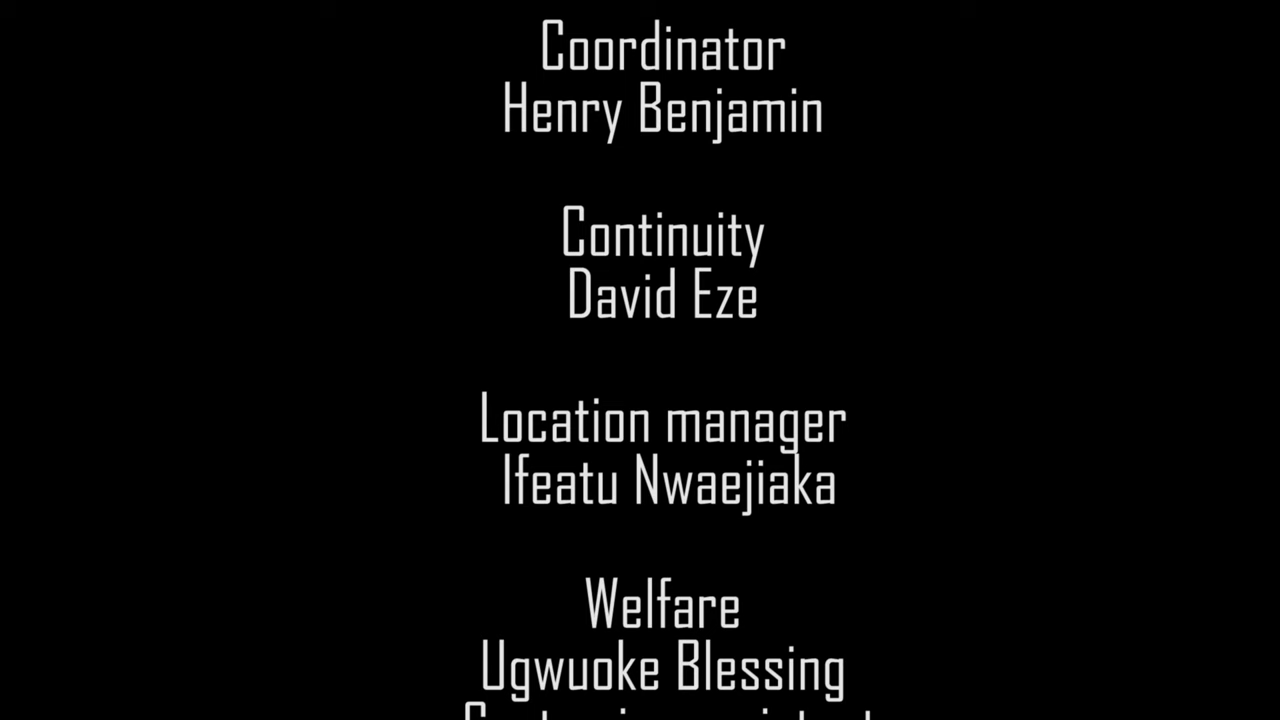 Coordinator
Henry Benjamin
Continuity
David Eze
Location manager
Ifeatu Nwaejiaka
Welfare
Ugwuoke Blessing